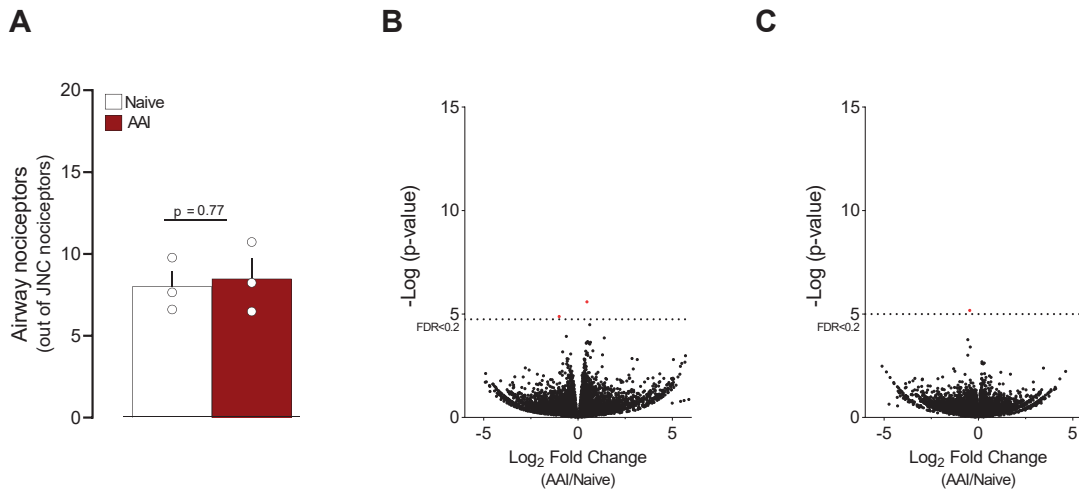 A
Airway nociceptors
(out of JNC nociceptors)
20
15
10
5
0
Naive
AAI
p = 0.77
B
-Log (p-value)
15
10
5
FDR<0.2
0
-5
0
5
Log2 Fold Change
(AAI/Naive)
C
-Log (p-value)
15
10
5
FDR<0.2
0
-5
0
5
Log2 Fold Change
(AAI/Naive)